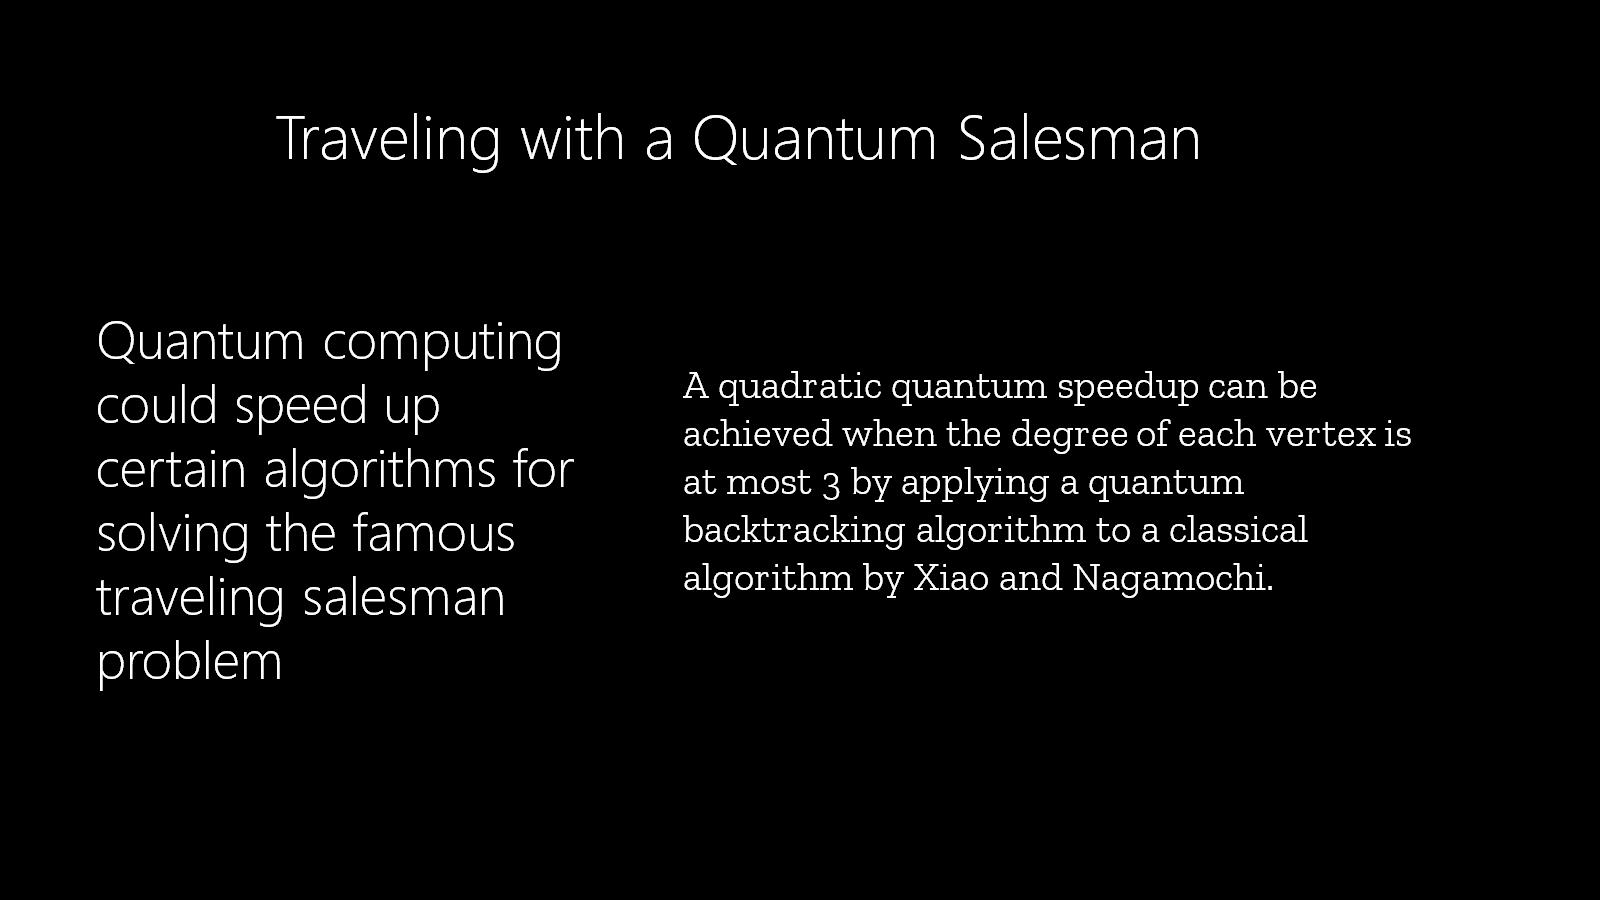 Traveling with a Quantum Salesman
Quantum computing
could speed up
certain algorithms for
solving the famous
traveling salesman
problem
A quadratic quantum speedup can be
achieved when the degree of each vertex is
at most 3 by applying a quantum
backtracking algorithm to a classical
algorithm by Xiao and Nagamochi.